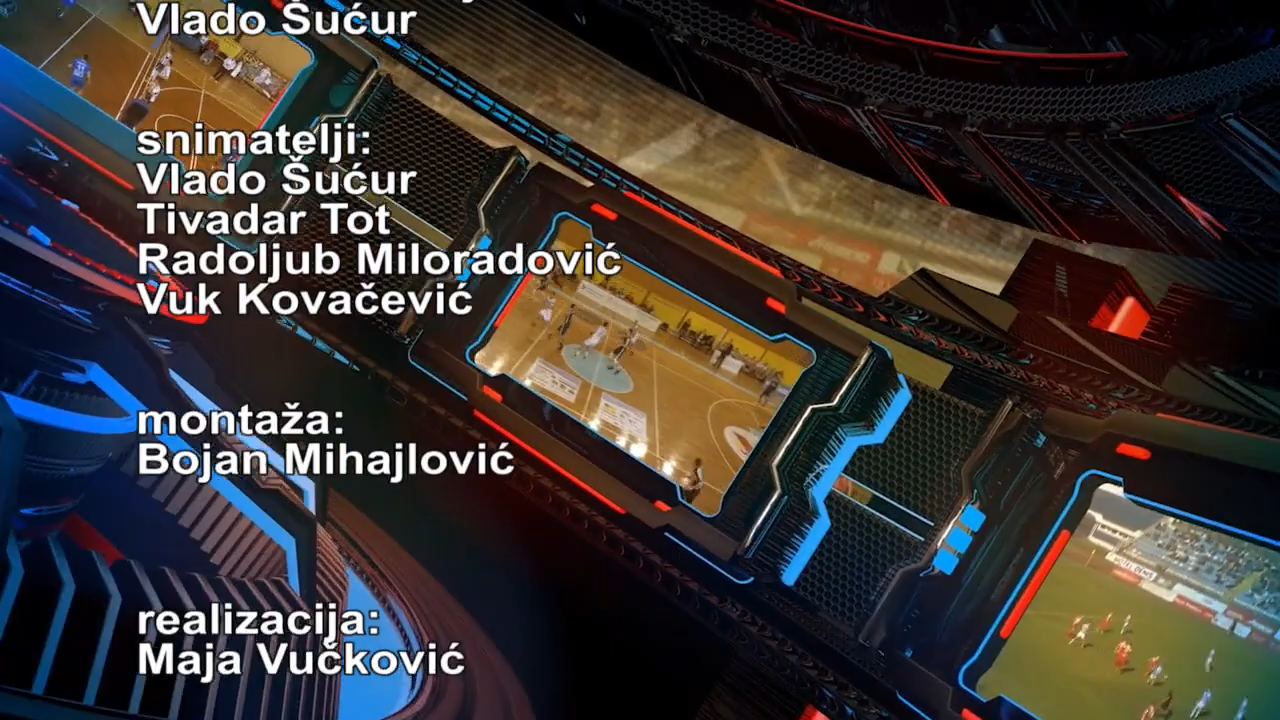 Vlado Šućur
snimatelji:
Vlado Šućur
Tivadar Tot
Radoljub Miloradović
Vuk Kovačević
montaža:
Bojan Mihajlović
realizacija:
Maja Vučković